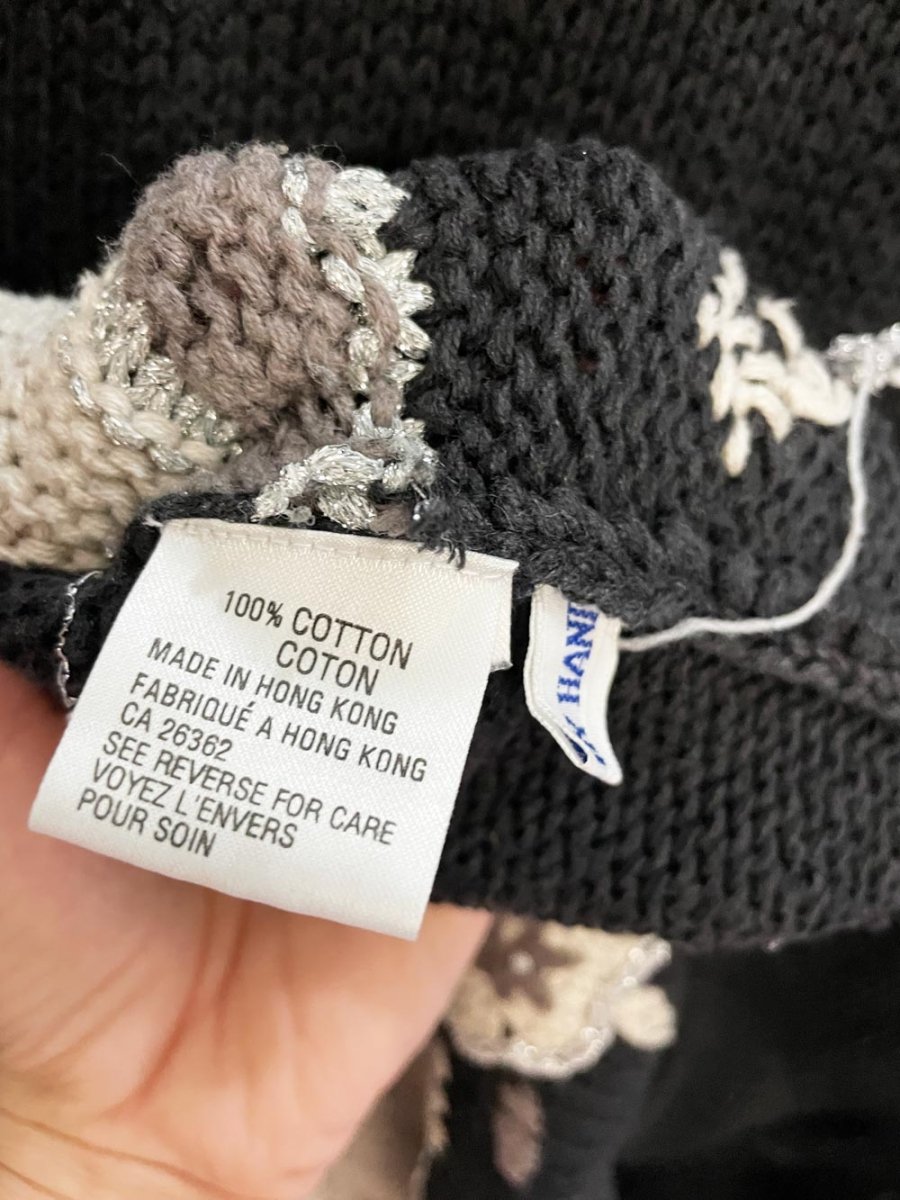 100% COTTON
COTON
MADE IN HONG KONG
FABRIQUÉ A HONG KONG
CA 26362
SEE REVERSE FOR CARE
VOYEZ L'ENVERS
POUR SOIN